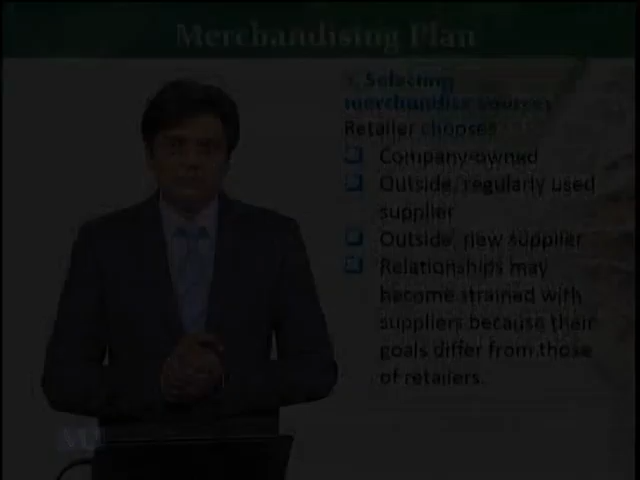 Merchandising Plan
Selecting
merchandise sources
Retailer chooses
Company-owned
Outside, regularly used
supplier
Outside, new supplier
Relationships may
become strained with
suppliers because their
goals differ from those
of retailers.